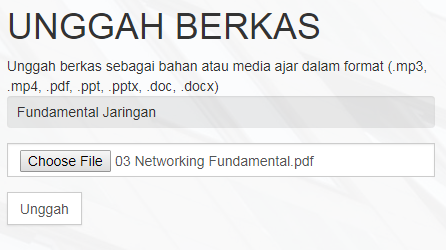 UNGGAH BERKAS
Unggah berkas sebagai bahan atau media ajar dalam format (.mp3,
.mp4, .pdf, .ppt, .pptx, .doc, .docx)
Fundamental Jaringan
Choose File 03 Networking Fundamental.pdf
Unggah